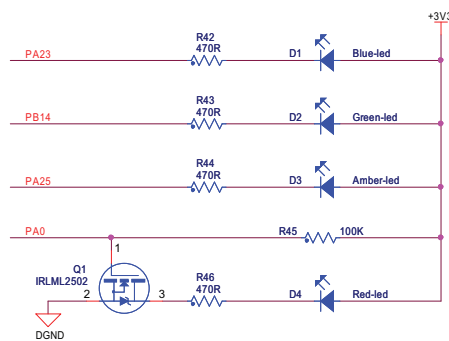 +3V3
R42
470R
PA23
D1
Blue-led
R43
470R
PB14
D2
Green-led
R44
470R
PA25
D3
Amber-led
PA0
R45
100K
1
Q1
IRLML2502
2
3
R46
470R
D4
Red-led
DGND